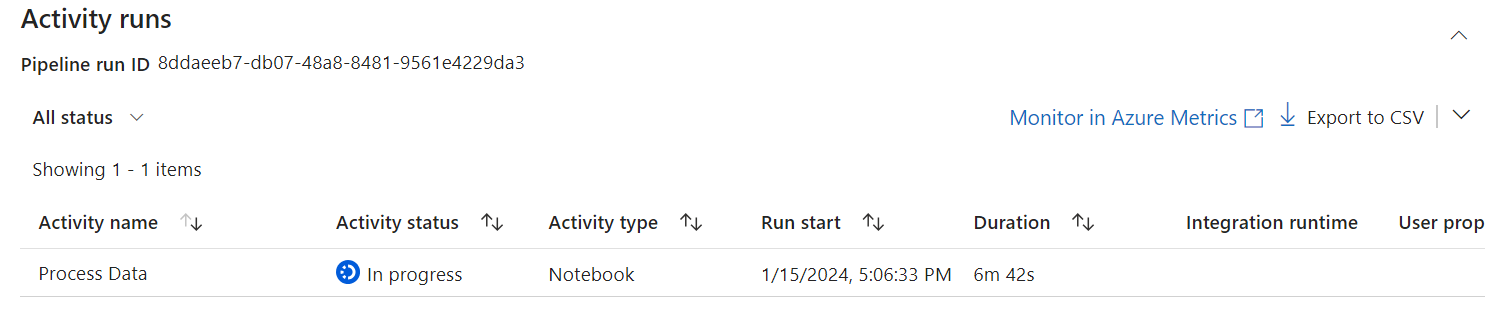 Activity runs
Pipeline run ID 8ddaeeb7-db07-48a8-8481-9561e4229da3
All status Monitor in Azure Metrics Export to CSV
Showing 1 - 1 items
Activity name Activity status Activity type Run start Duration Integration runtime User prop
Process Data In progress Notebook 1/15/2024, 5:06:33 PM 6m 42s